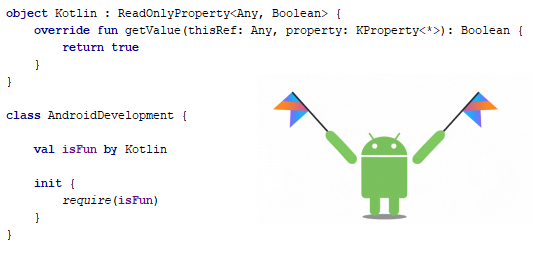 object Kotlin : ReadOnlyProperty<Any, Boolean> {
    override fun getValue(thisRef: Any, property: KProperty<*>): Boolean {
        return true
    }
}

class AndroidDevelopment {

    val isFun by Kotlin

    init {
        require(isFun)
    }
}